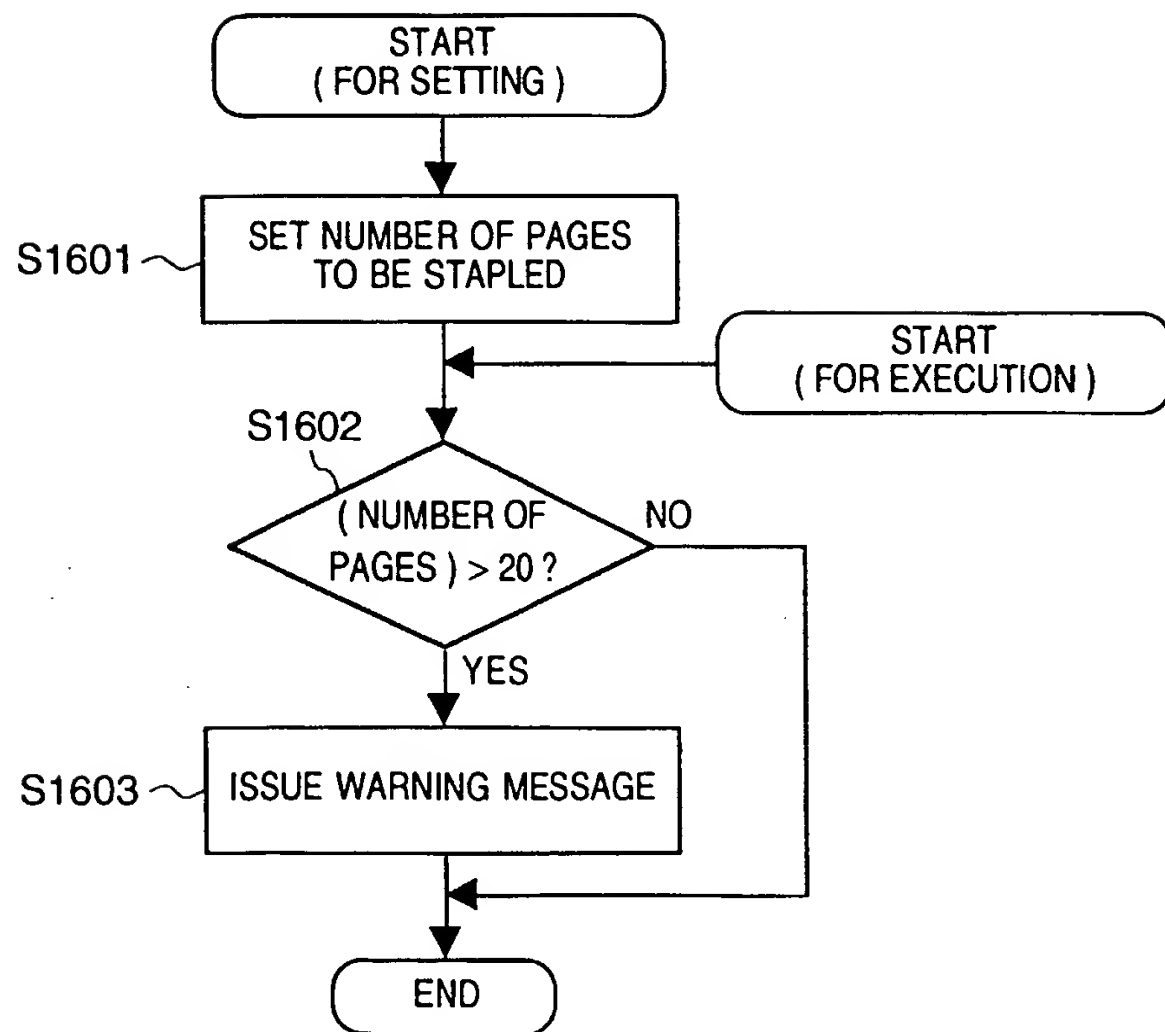 START
( FOR SETTING )
S1601
SET NUMBER OF PAGES
TO BE STAPLED
START
( FOR EXECUTION )
S1602
( NUMBER OF
PAGES ) > 20 ?
NO
YES
S1603
ISSUE WARNING MESSAGE
END